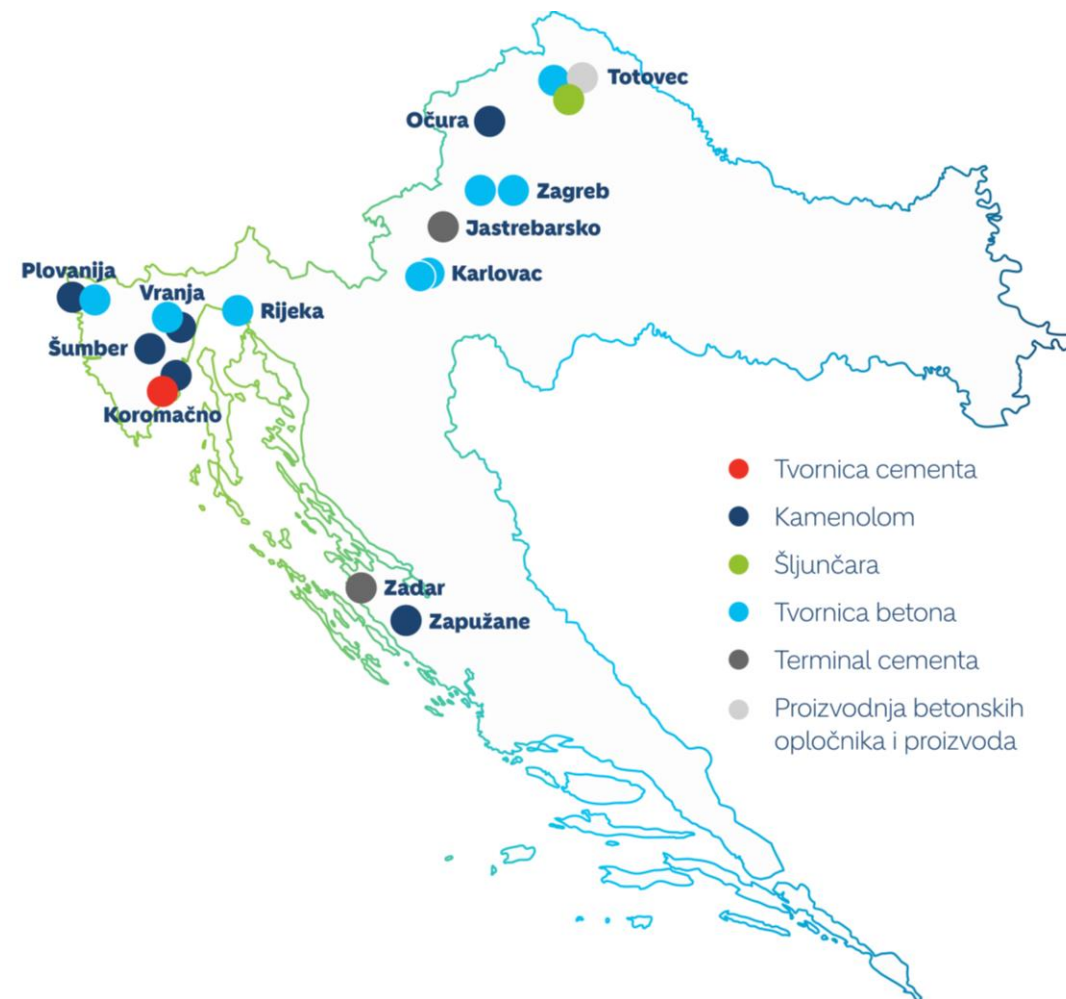 Totovec
Očura
Zagreb
Jastrebarsko
Karlovac
Plovanija
Vranja
Rijeka
Šumber
Koromačno
Zadar
Zapužane
Tvornica cementa
Kamenolom
Šljunčara
Tvornica betona
Terminal cementa
Proizvodnja betonskih
opločnika i proizvoda